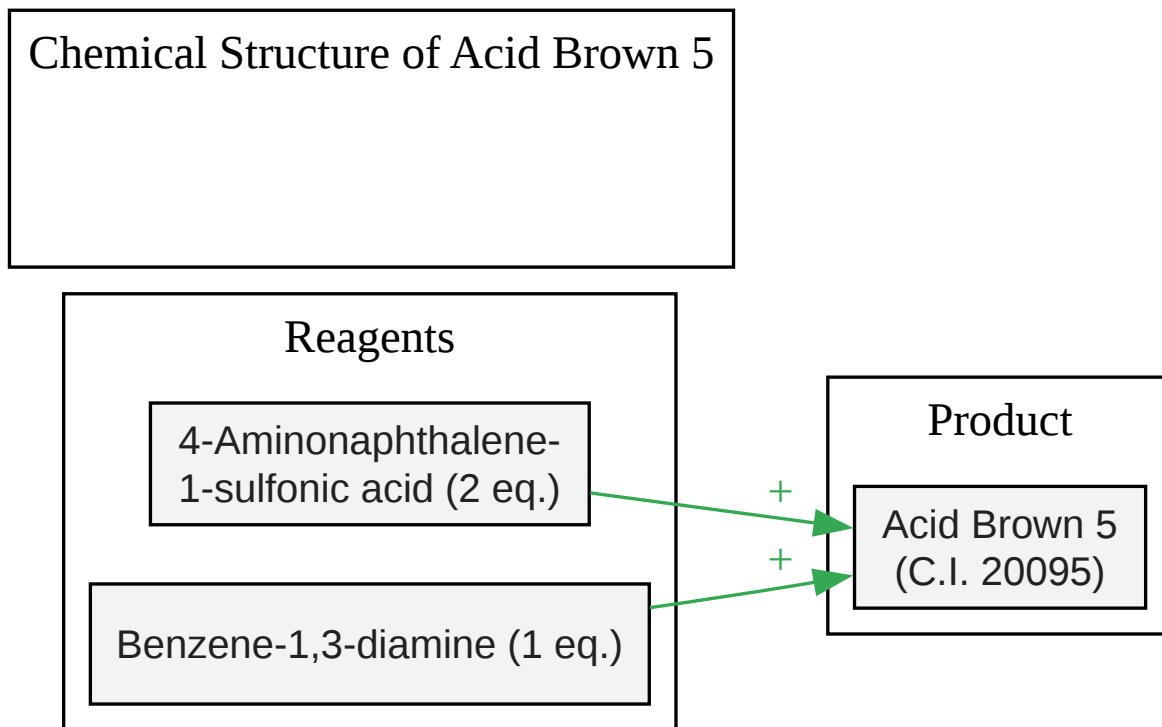 Chemical Structure of Acid Brown 5
Reagents
4-Aminonaphthalene-
1-sulfonic acid (2 eq.)
Benzene-1,3-diamine (1 eq.)
+
+
Product
Acid Brown 5
(C.I. 20095)